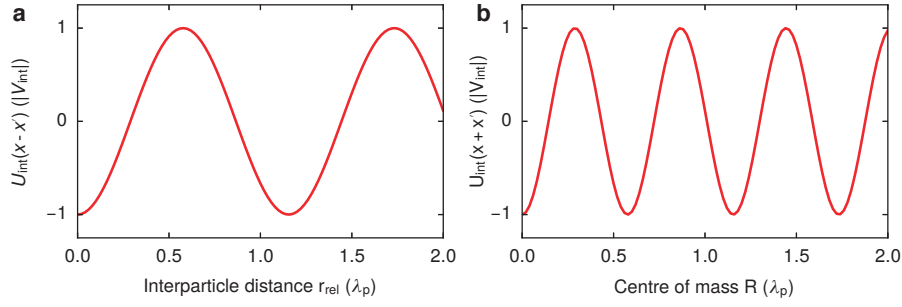 a
U_int(x - x') (|V_int|)
1
0
−1
0.0 0.5 1.0 1.5 2.0
Interparticle distance r_rel (λ_p)
b
U_int(x + x') (|V_int|)
1
0
−1
0.0 0.5 1.0 1.5 2.0
Centre of mass R (λ_p)